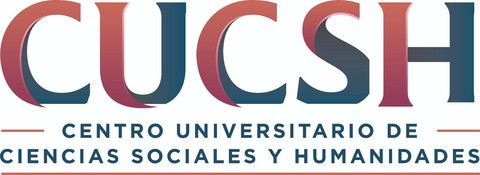 CUCSH
CENTRO UNIVERSITARIO DE
CIENCIAS SOCIALES Y HUMANIDADES